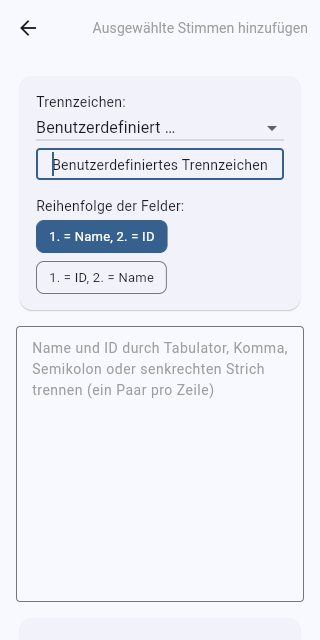 Ausgewählte Stimmen hinzufügen
Trennzeichen:
Benutzerdefiniert ...
Benutzerdefiniertes Trennzeichen
Reihenfolge der Felder:
1. = Name, 2. = ID
1. = ID, 2. = Name
Name und ID durch Tabulator, Komma,
Semikolon oder senkrechten Strich
trennen (ein Paar pro Zeile)